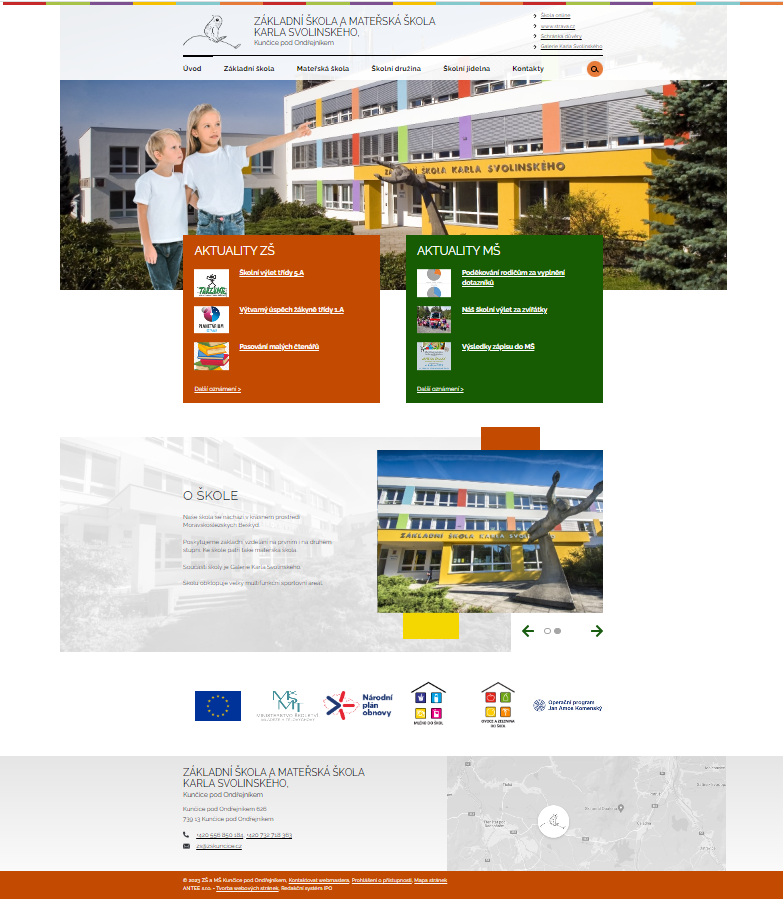 ZÁKLADNÍ ŠKOLA A MATEŘSKÁ ŠKOLA
KARLA SVOLINSKÉHO,
Kunčice pod Ondřejníkem
Škola online
www.strava.cz
Schránka důvěry
Galerie Karla Svolinského
Úvod
Základní škola
Mateřská škola
Školní družina
Školní jídelna
Kontakty
ZÁKLADNÍ ŠKOLA KARLA SVOLINSKÉHO
AKTUALITY ZŠ
Školní výlet třídy 5.A
Výtvarný úspěch žákyně třídy 1.A
PLANETÁRIUM
Pasování malých čtenářů
Další oznámení >
AKTUALITY MŠ
Poděkování rodičům za vyplnění
dotazníků
Náš školní výlet za zvířátky
Výsledky zápisu do MŠ
Další oznámení >
O ŠKOLE
Naše škola se nachází v krásném prostředí
Moravskoslezských Beskyd.
Poskytujeme základní vzdělání na prvním i na druhém
stupni. Ke škole patří také mateřská škola.
Součástí školy je Galerie Karla Svolinského.
Školu obklopuje velký multifunkční sportovní areál.
ZÁKLADNÍ ŠKOLA KARLA SVOLINSKÉHO
MŠMT
MINISTERSTVO ŠKOLSTVÍ
MLÁDEŽE A TĚLOVÝCHOVY
Národní
plán
obnovy
MLÉKO DO ŠKOL
OVOCE A ZELENINA
DO ŠKOL
Operační program
Jan Amos Komenský
ZÁKLADNÍ ŠKOLA A MATEŘSKÁ ŠKOLA
KARLA SVOLINSKÉHO,
Kunčice pod Ondřejníkem
Kunčice pod Ondřejníkem 626
739 13 Kunčice pod Ondřejníkem
+420 556 850 184, +420 732 718 363
zs@zskuncice.cz
© 2023 ZŠ a MŠ Kunčice pod Ondřejníkem, Kontaktovat webmastera, Prohlášení o přístupnosti, Mapa stránek
ANTEE s.r.o. - Tvorba webových stránek, Redakční systém IPO